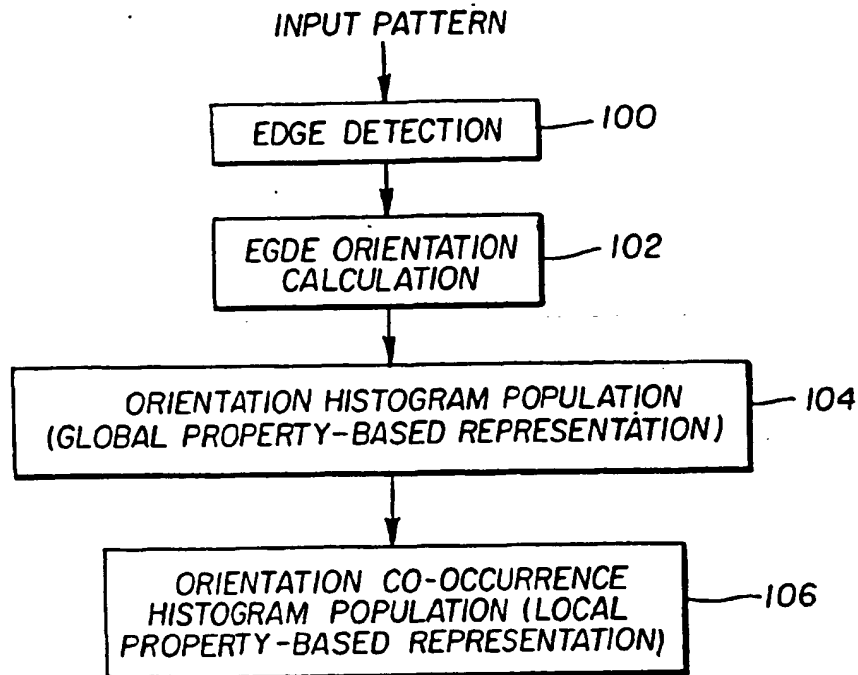 INPUT PATTERN
EDGE DETECTION
100
EGDE ORIENTATION
CALCULATION
102
ORIENTATION HISTOGRAM POPULATION
(GLOBAL PROPERTY-BASED REPRESENTATION)
104
ORIENTATION CO-OCCURRENCE
HISTOGRAM POPULATION (LOCAL
PROPERTY-BASED REPRESENTATION)
106